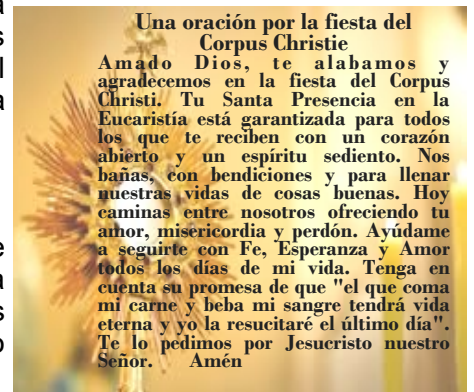 Una oración por la fiesta del
Corpus Christie
Amado Dios, te alabamos y
agradecemos en la fiesta del Corpus
Christi. Tu Santa Presencia en la
Eucaristía está garantizada para todos
los que te reciben con un corazón
abierto y un espíritu sediento. Nos
bañas, con bendiciones y para llenar
nuestras vidas de cosas buenas. Hoy
caminas entre nosotros ofreciendo tu
amor, misericordia y perdón. Ayúdame
a seguirte con Fe, Esperanza y Amor
todos los días de mi vida. Tenga en
cuenta su promesa de que "el que coma
mi carne y beba mi sangre tendrá vida
eterna y yo la resucitaré el último día".
Te lo pedimos por Jesucristo nuestro
Señor. Amén